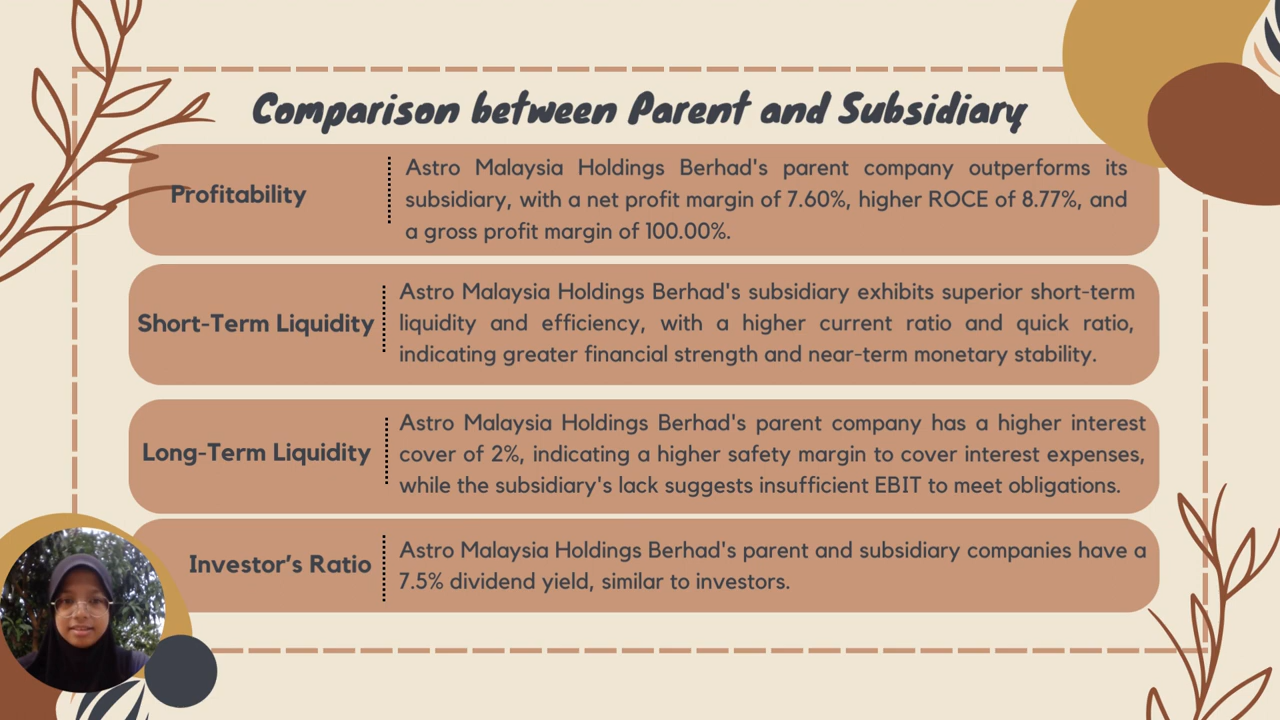 Comparison between Parent and Subsidiary
Profitability
Astro Malaysia Holdings Berhad's parent company outperforms its
subsidiary, with a net profit margin of 7.60%, higher ROCE of 8.77%, and
a gross profit margin of 100.00%.
Short-Term Liquidity
Astro Malaysia Holdings Berhad's subsidiary exhibits superior short-term
liquidity and efficiency, with a higher current ratio and quick ratio,
indicating greater financial strength and near-term monetary stability.
Long-Term Liquidity
Astro Malaysia Holdings Berhad's parent company has a higher interest
cover of 2%, indicating a higher safety margin to cover interest expenses,
while the subsidiary's lack suggests insufficient EBIT to meet obligations.
Investor's Ratio
Astro Malaysia Holdings Berhad's parent and subsidiary companies have a
7.5% dividend yield, similar to investors.